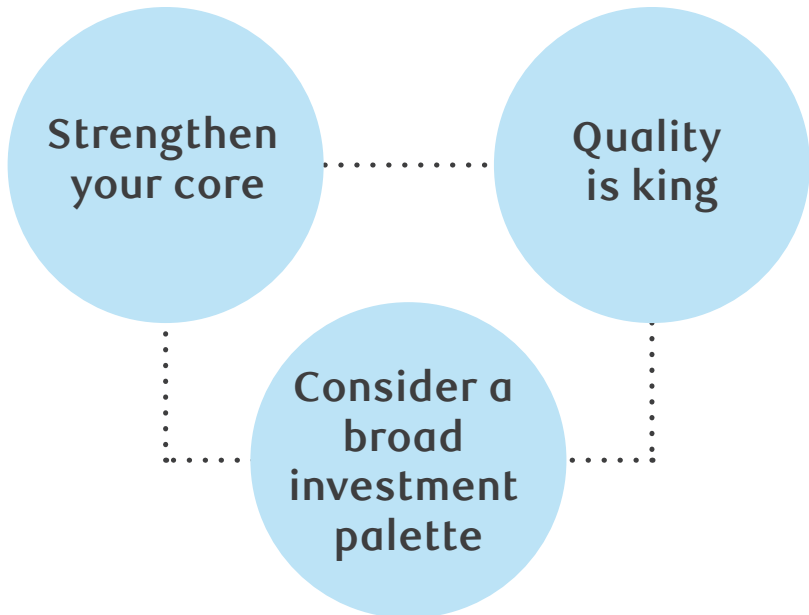 Strengthen
your core
Quality
is king
Consider a
broad
investment
palette